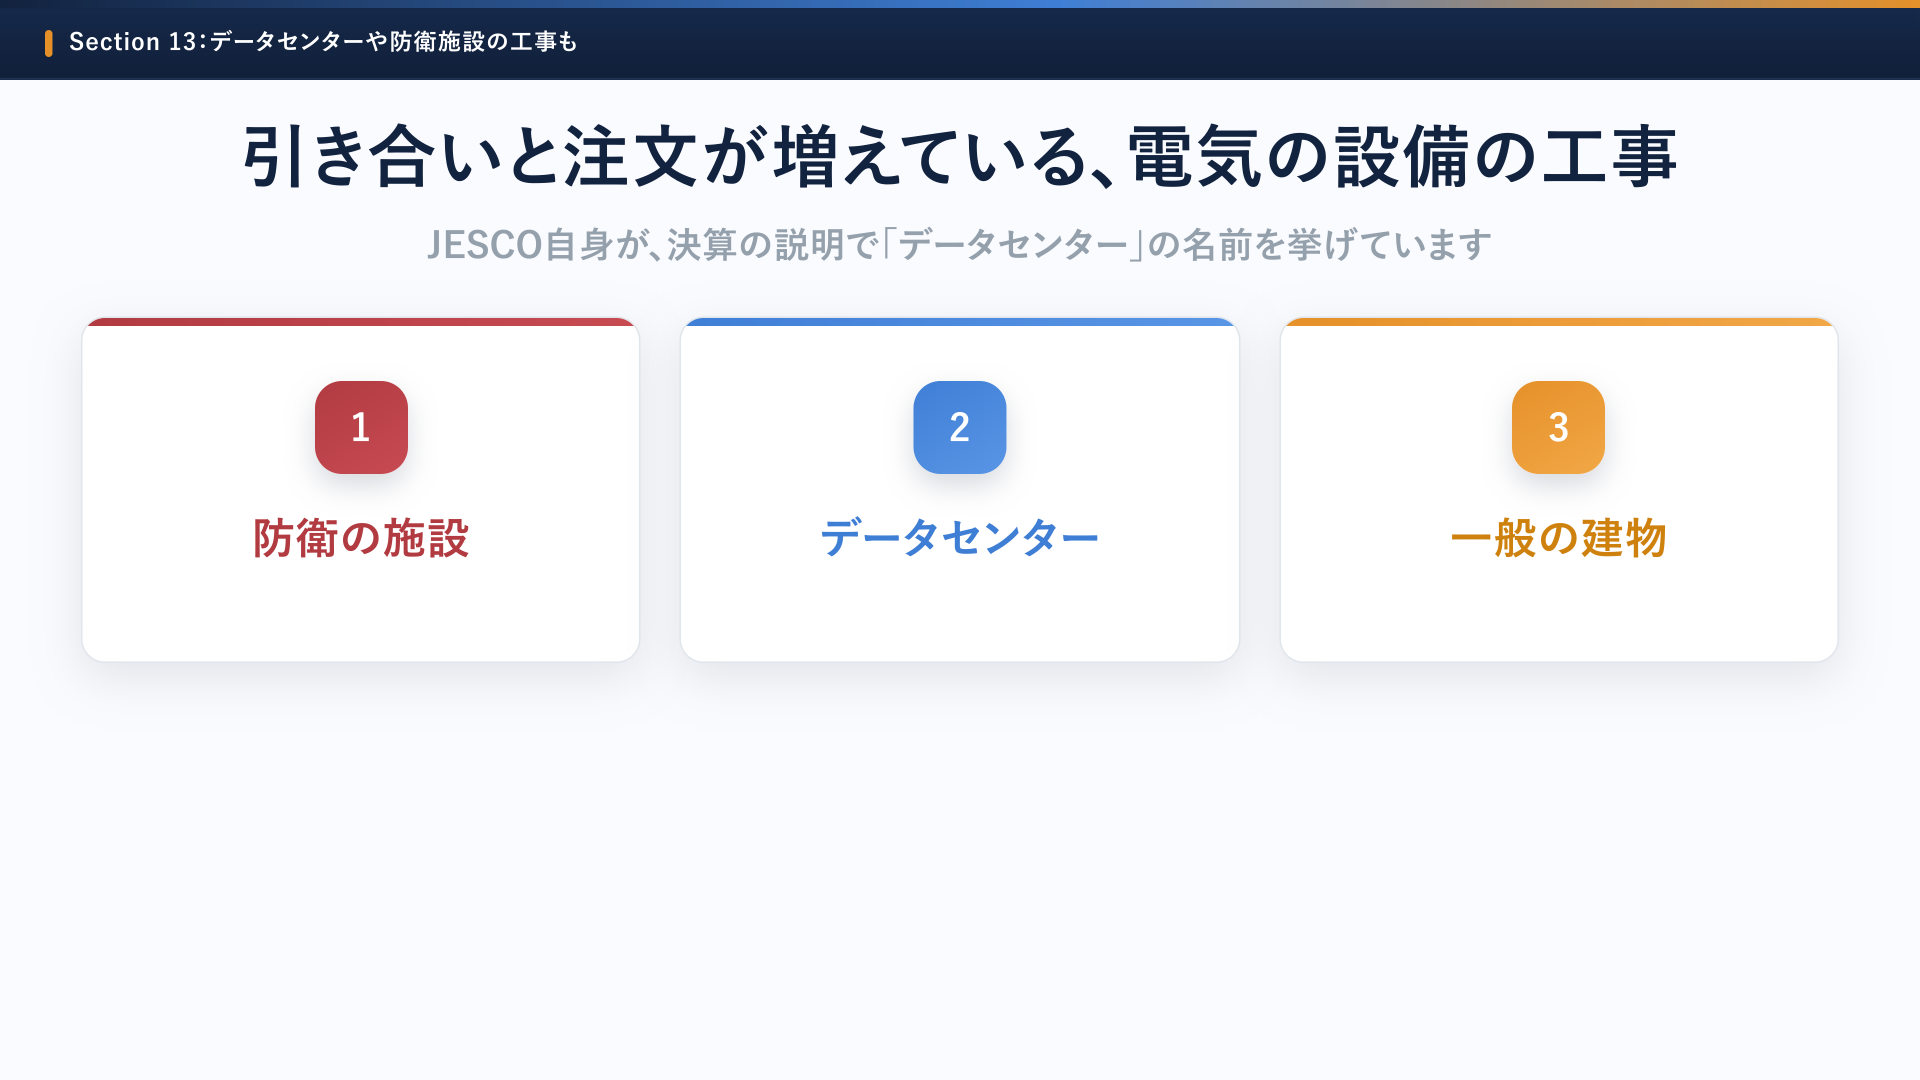 Section 13：データセンターや防衛施設の工事も
引き合いと注文が増えている、電気の設備の工事
JESCO自身が、決算の説明で「データセンター」の名前を挙げています
1
防衛の施設
2
データセンター
3
一般の建物